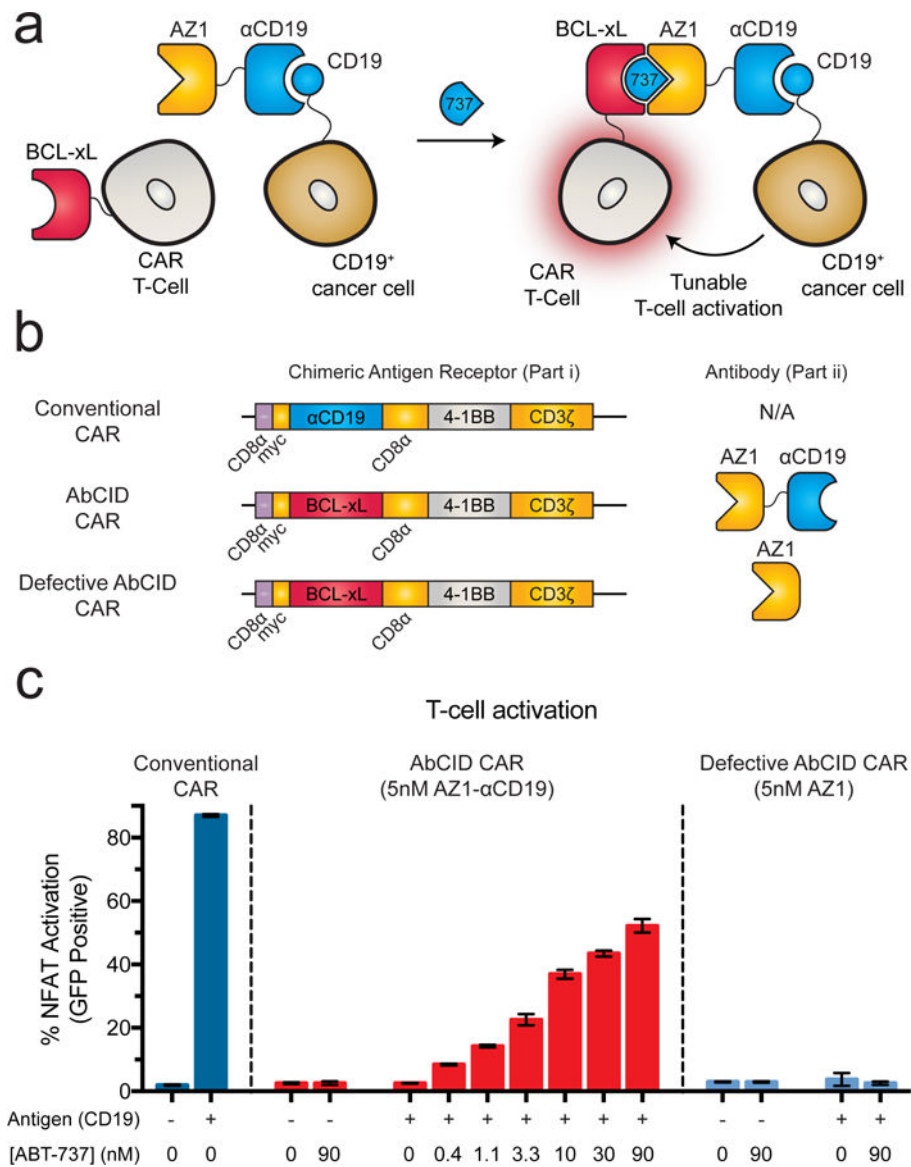 a
AZ1
αCD19
CD19
BCL-xL
CAR
T-Cell
CD19⁺
cancer cell
737
BCL-xL
AZ1
αCD19
CD19
737
CAR
T-Cell
Tunable
T-cell activation
CD19⁺
cancer cell
b
Chimeric Antigen Receptor (Part i)
Antibody (Part ii)
Conventional
CAR
αCD19 4-1BB CD3ζ
CD8α myc CD8α
N/A
AbCID
CAR
BCL-xL 4-1BB CD3ζ
CD8α myc CD8α
AZ1 αCD19
Defective AbCID
CAR
BCL-xL 4-1BB CD3ζ
CD8α myc CD8α
AZ1
c
T-cell activation
Conventional
CAR
AbCID CAR
(5nM AZ1-αCD19)
Defective AbCID CAR
(5nM AZ1)
% NFAT Activation
(GFP Positive)
80
60
40
20
0
Antigen (CD19) - + - - + + + + + + + - - + +
[ABT-737] (nM) 0 0 0 90 0 0.4 1.1 3.3 10 30 90 0 90 0 90